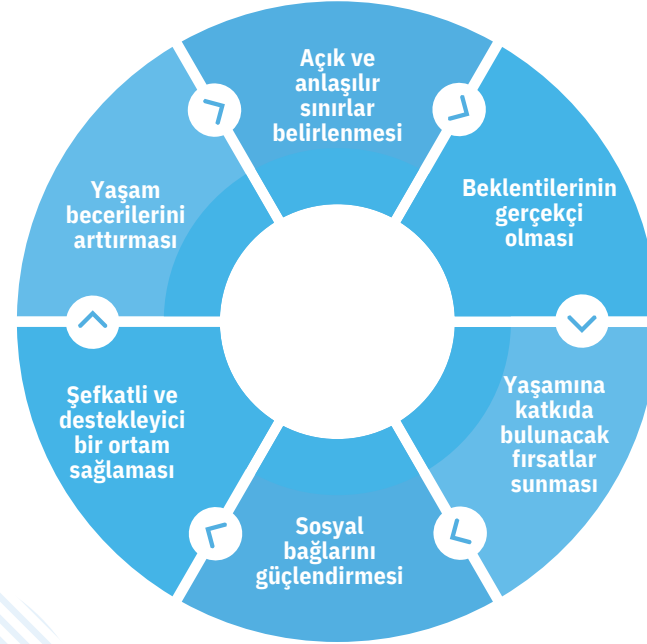 Açık ve
anlaşılır
sınırlar
belirlenmesi
Beklentilerinin
gerçekçi
olması
Yaşamına
katkıda
bulunacak
fırsatlar
sunması
Sosyal
bağlarını
güçlendirmesi
Şefkatli ve
destekleyici
bir ortam
sağlaması
Yaşam
becerilerini
arttırması